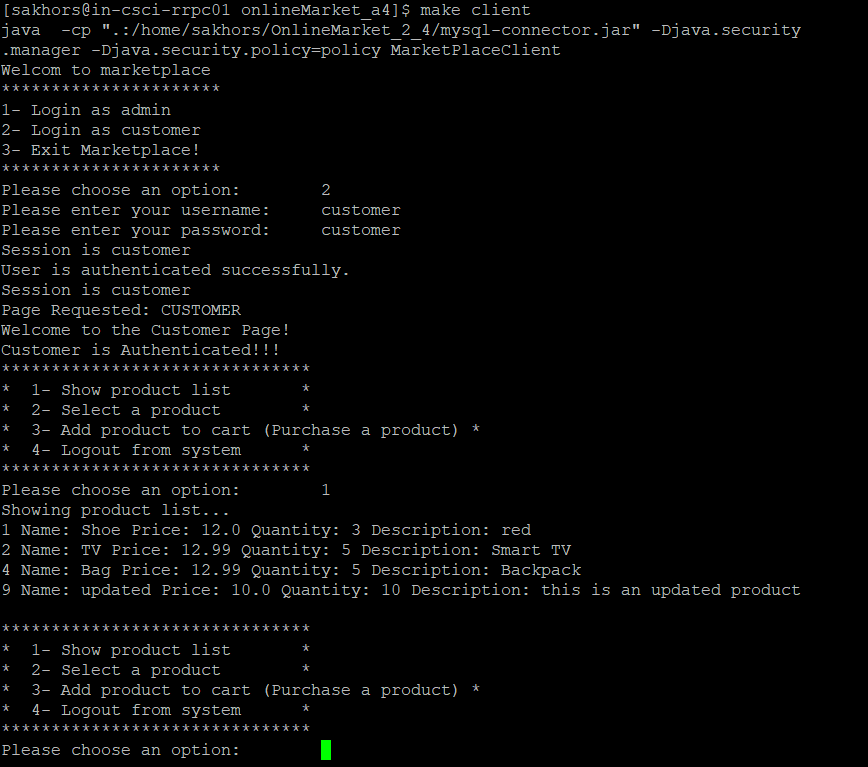 [sakhors@in-csci-rrpc01 onlineMarket_a4]$ make client
java  -cp ".:/home/sakhors/OnlineMarket_2_4/mysql-connector.jar" -Djava.security
.manager -Djava.security.policy=policy MarketPlaceClient
Welcom to marketplace
**********************
1- Login as admin
2- Login as customer
3- Exit Marketplace!
**********************
Please choose an option:        2
Please enter your username:     customer
Please enter your password:     customer
Session is customer
User is authenticated successfully.
Session is customer
Page Requested: CUSTOMER
Welcome to the Customer Page!
Customer is Authenticated!!!
*******************************
*  1- Show product list       *
*  2- Select a product        *
*  3- Add product to cart (Purchase a product) *
*  4- Logout from system      *
*******************************
Please choose an option:        1
Showing product list...
1 Name: Shoe Price: 12.0 Quantity: 3 Description: red
2 Name: TV Price: 12.99 Quantity: 5 Description: Smart TV
4 Name: Bag Price: 12.99 Quantity: 5 Description: Backpack
9 Name: updated Price: 10.0 Quantity: 10 Description: this is an updated product
*******************************
*  1- Show product list       *
*  2- Select a product        *
*  3- Add product to cart (Purchase a product) *
*  4- Logout from system      *
*******************************
Please choose an option: